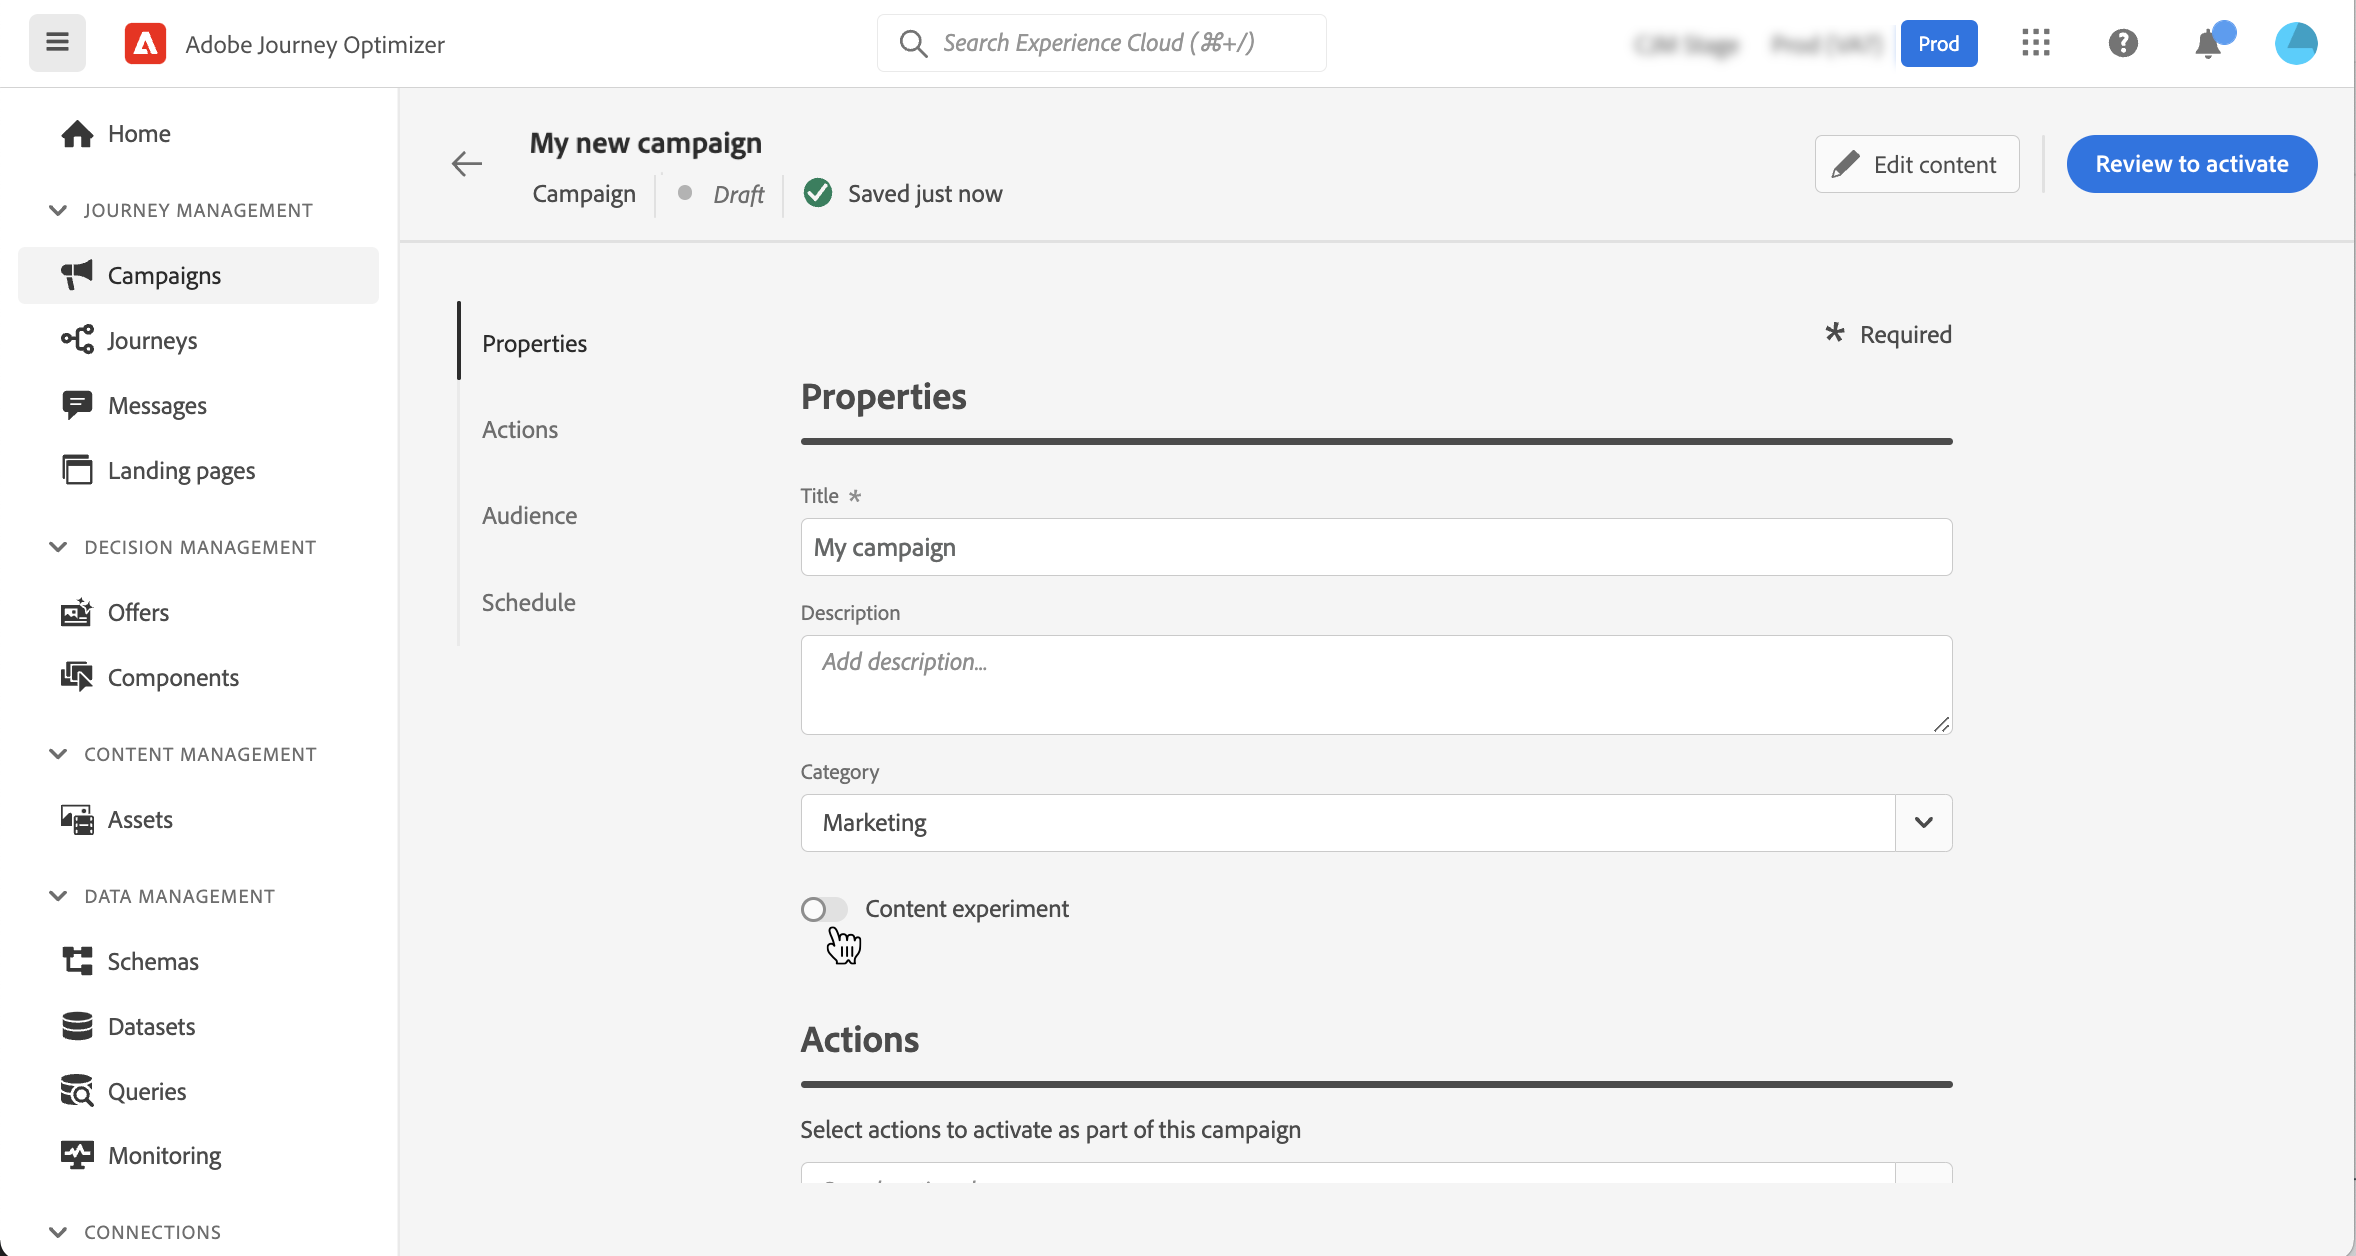 Adobe Journey Optimizer
Search Experience Cloud (⌘+/)
Prod
Home
JOURNEY MANAGEMENT
Campaigns
Journeys
Messages
Landing pages
DECISION MANAGEMENT
Offers
Components
CONTENT MANAGEMENT
Assets
DATA MANAGEMENT
Schemas
Datasets
Queries
Monitoring
CONNECTIONS
My new campaign
Campaign Draft Saved just now
Edit content
Review to activate
Properties
Actions
Audience
Schedule
* Required
Properties
Title *
My campaign
Description
Add description...
Category
Marketing
Content experiment
Actions
Select actions to activate as part of this campaign